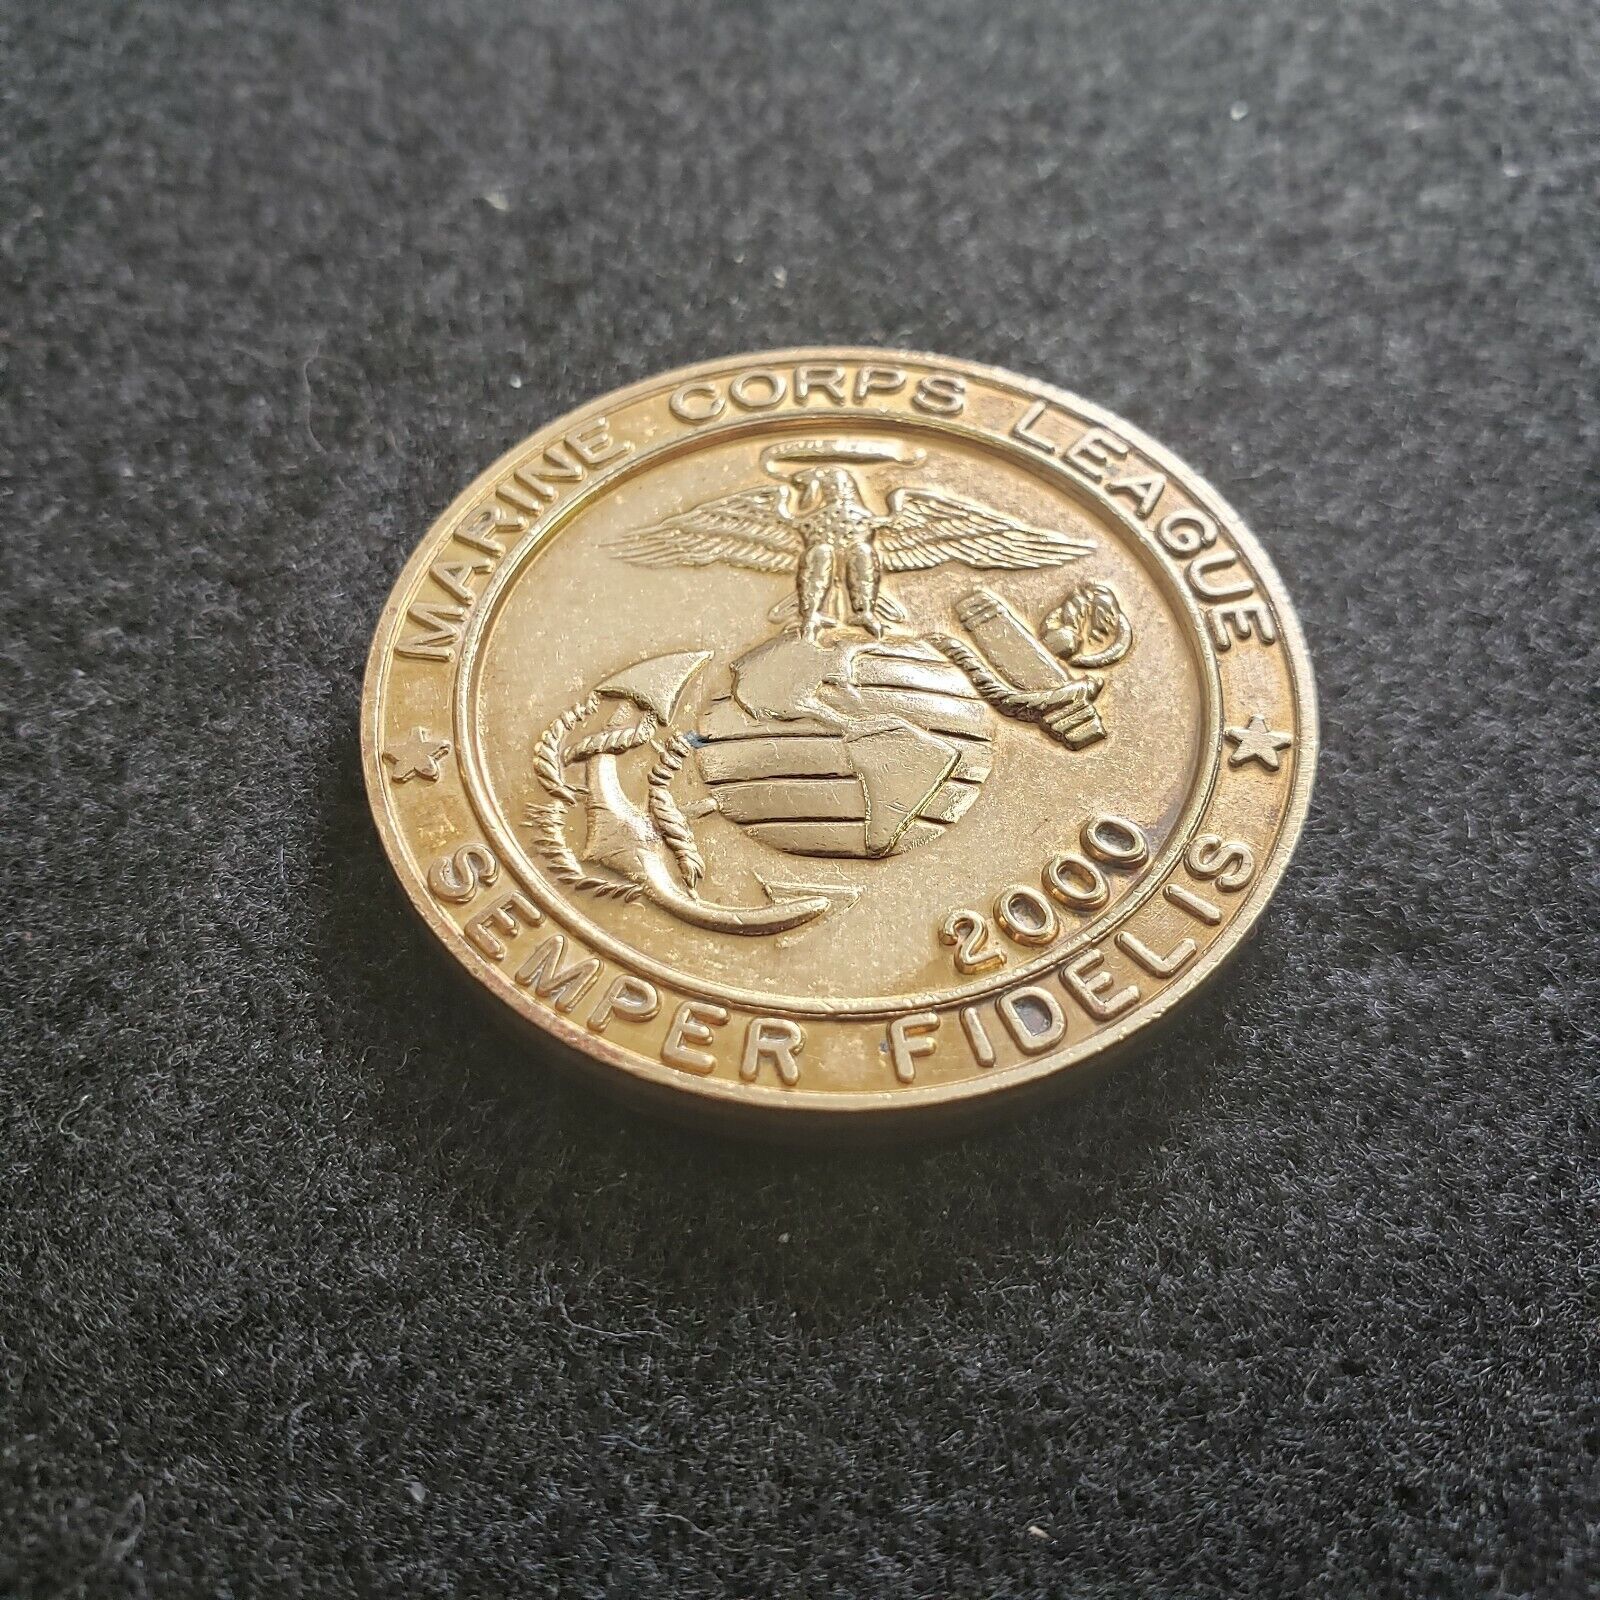 MARINE CORPS LEAGUE
2000
SEMPER FIDELIS